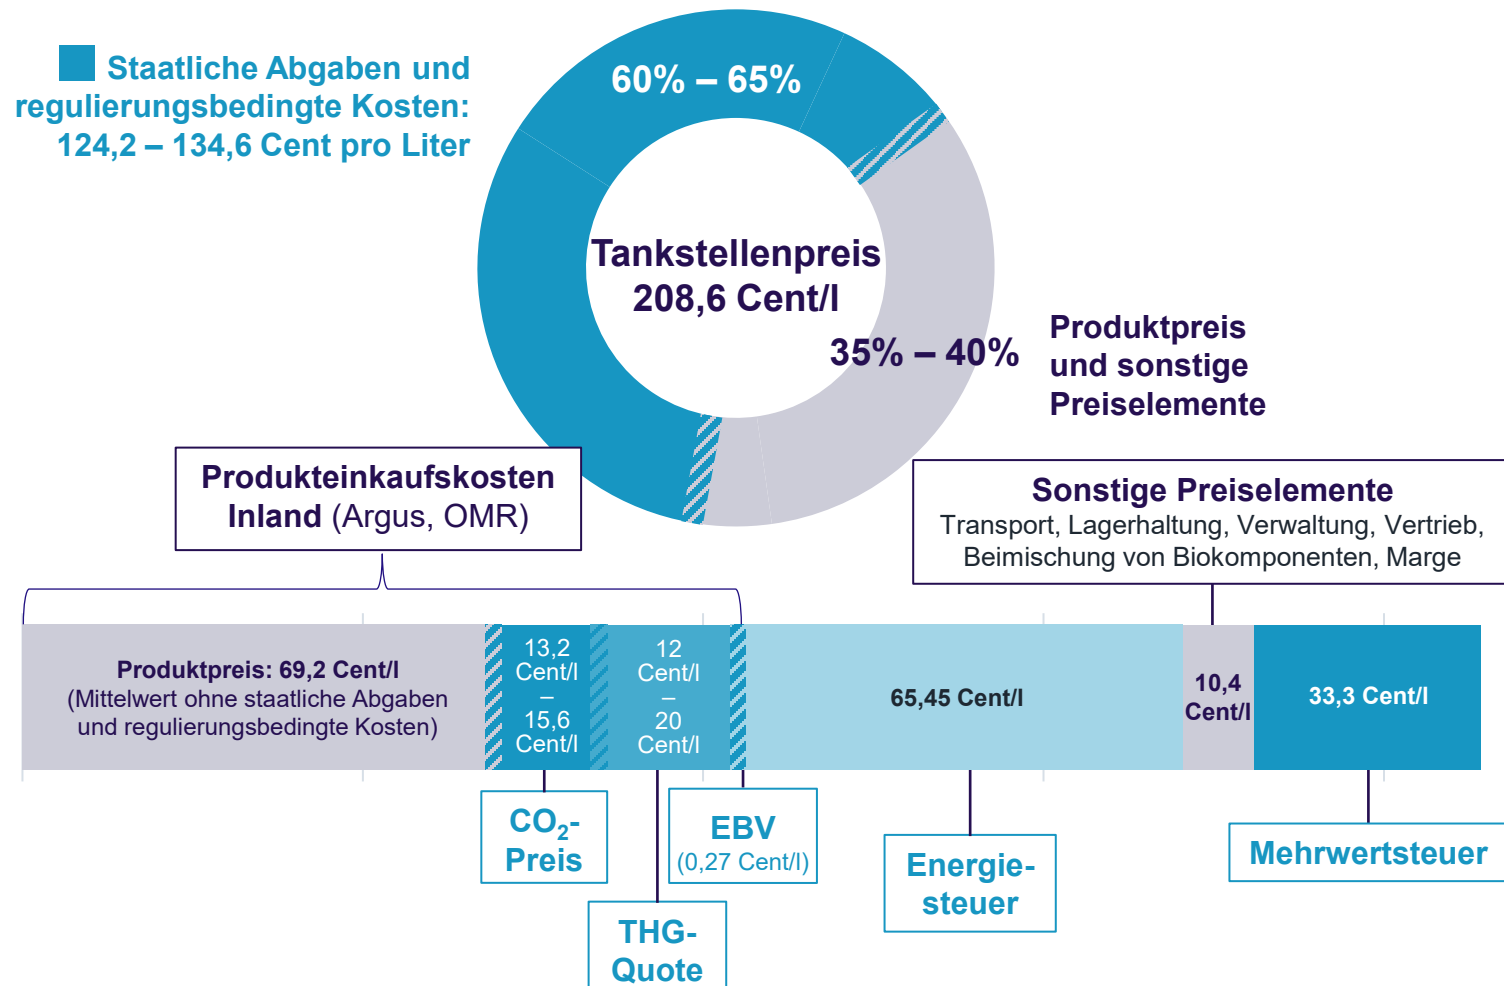 Staatliche Abgaben und
regulierungsbedingte Kosten:
124,2 – 134,6 Cent pro Liter
60% – 65%
Tankstellenpreis
208,6 Cent/l
35% – 40%
Produktpreis
und sonstige
Preiselemente
Produkteinkaufskosten
Inland (Argus, OMR)
Sonstige Preiselemente
Transport, Lagerhaltung, Verwaltung, Vertrieb,
Beimischung von Biokomponenten, Marge
Produktpreis: 69,2 Cent/l
(Mittelwert ohne staatliche Abgaben
und regulierungsbedingte Kosten)
13,2
Cent/l
–
15,6
Cent/l
12
Cent/l
–
20
Cent/l
65,45 Cent/l
10,4
Cent/l
33,3 Cent/l
CO₂-
Preis
THG-
Quote
EBV
(0,27 Cent/l)
Energie-
steuer
Mehrwertsteuer